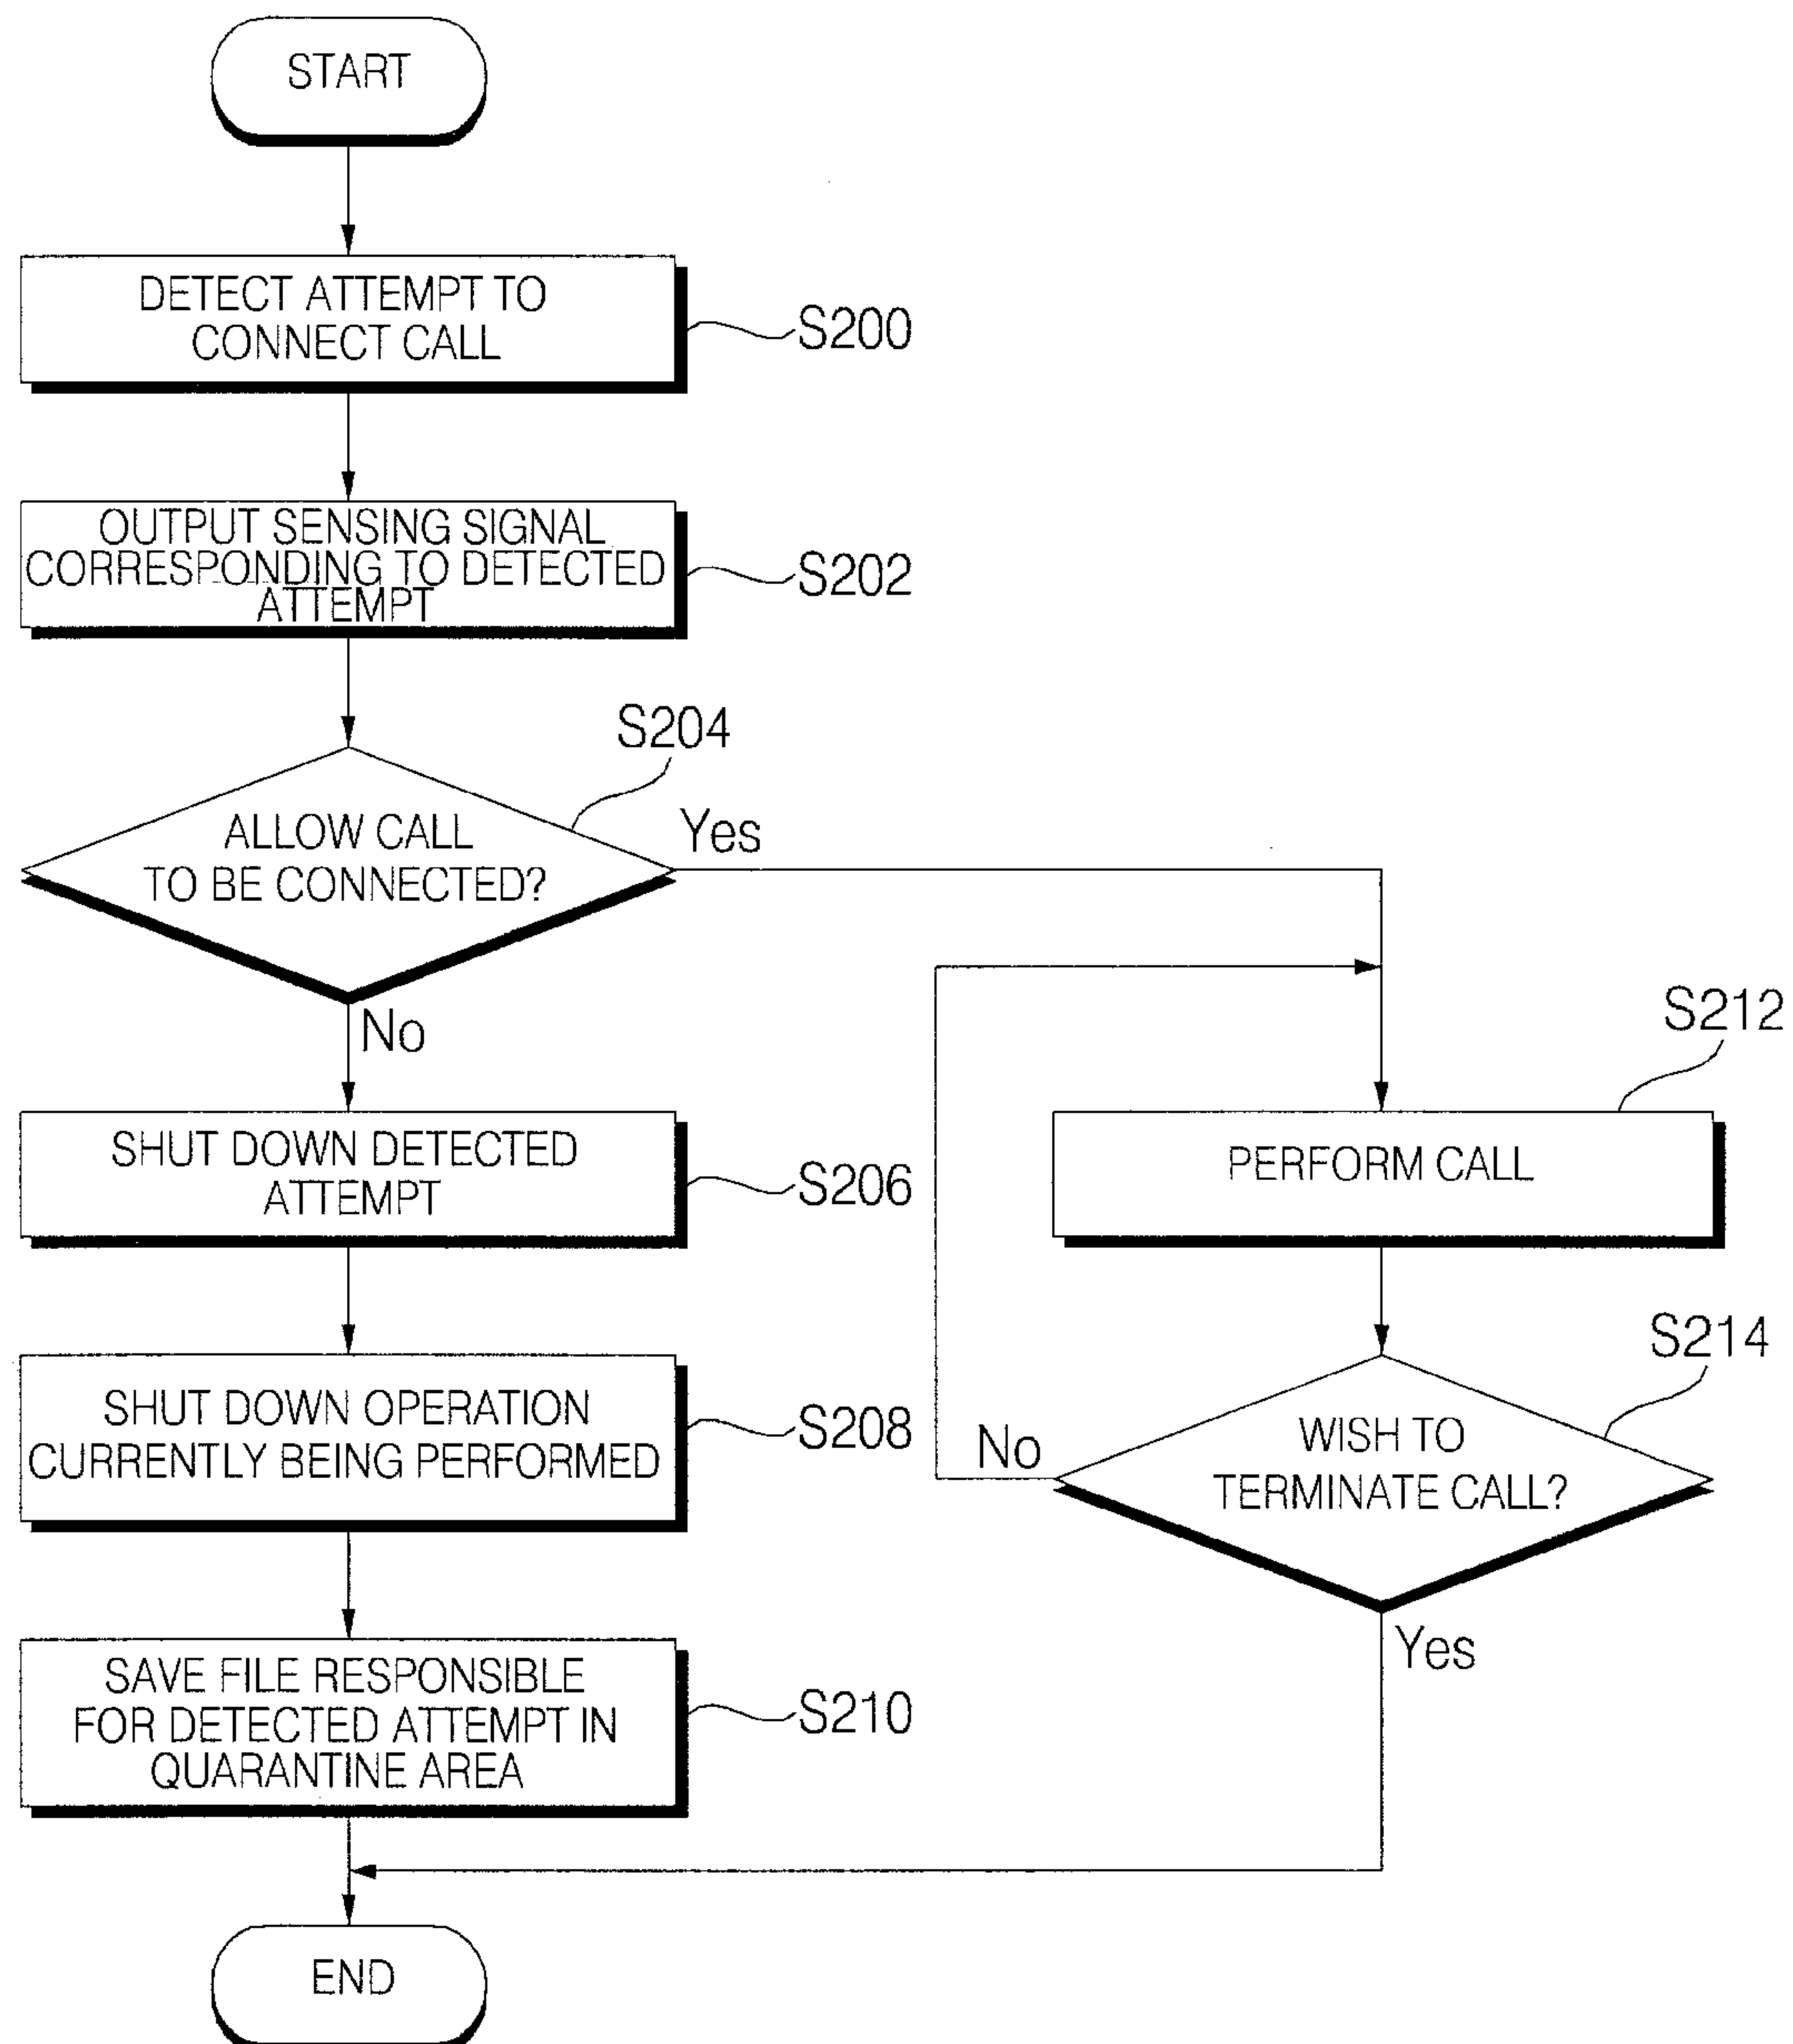 START
DETECT ATTEMPT TO
CONNECT CALL
S200
OUTPUT SENSING SIGNAL
CORRESPONDING TO DETECTED
ATTEMPT
S202
S204
ALLOW CALL
TO BE CONNECTED?
Yes
No
SHUT DOWN DETECTED
ATTEMPT
S206
SHUT DOWN OPERATION
CURRENTLY BEING PERFORMED
S208
SAVE FILE RESPONSIBLE
FOR DETECTED ATTEMPT IN
QUARANTINE AREA
S210
S212
PERFORM CALL
S214
WISH TO
TERMINATE CALL?
No
Yes
END